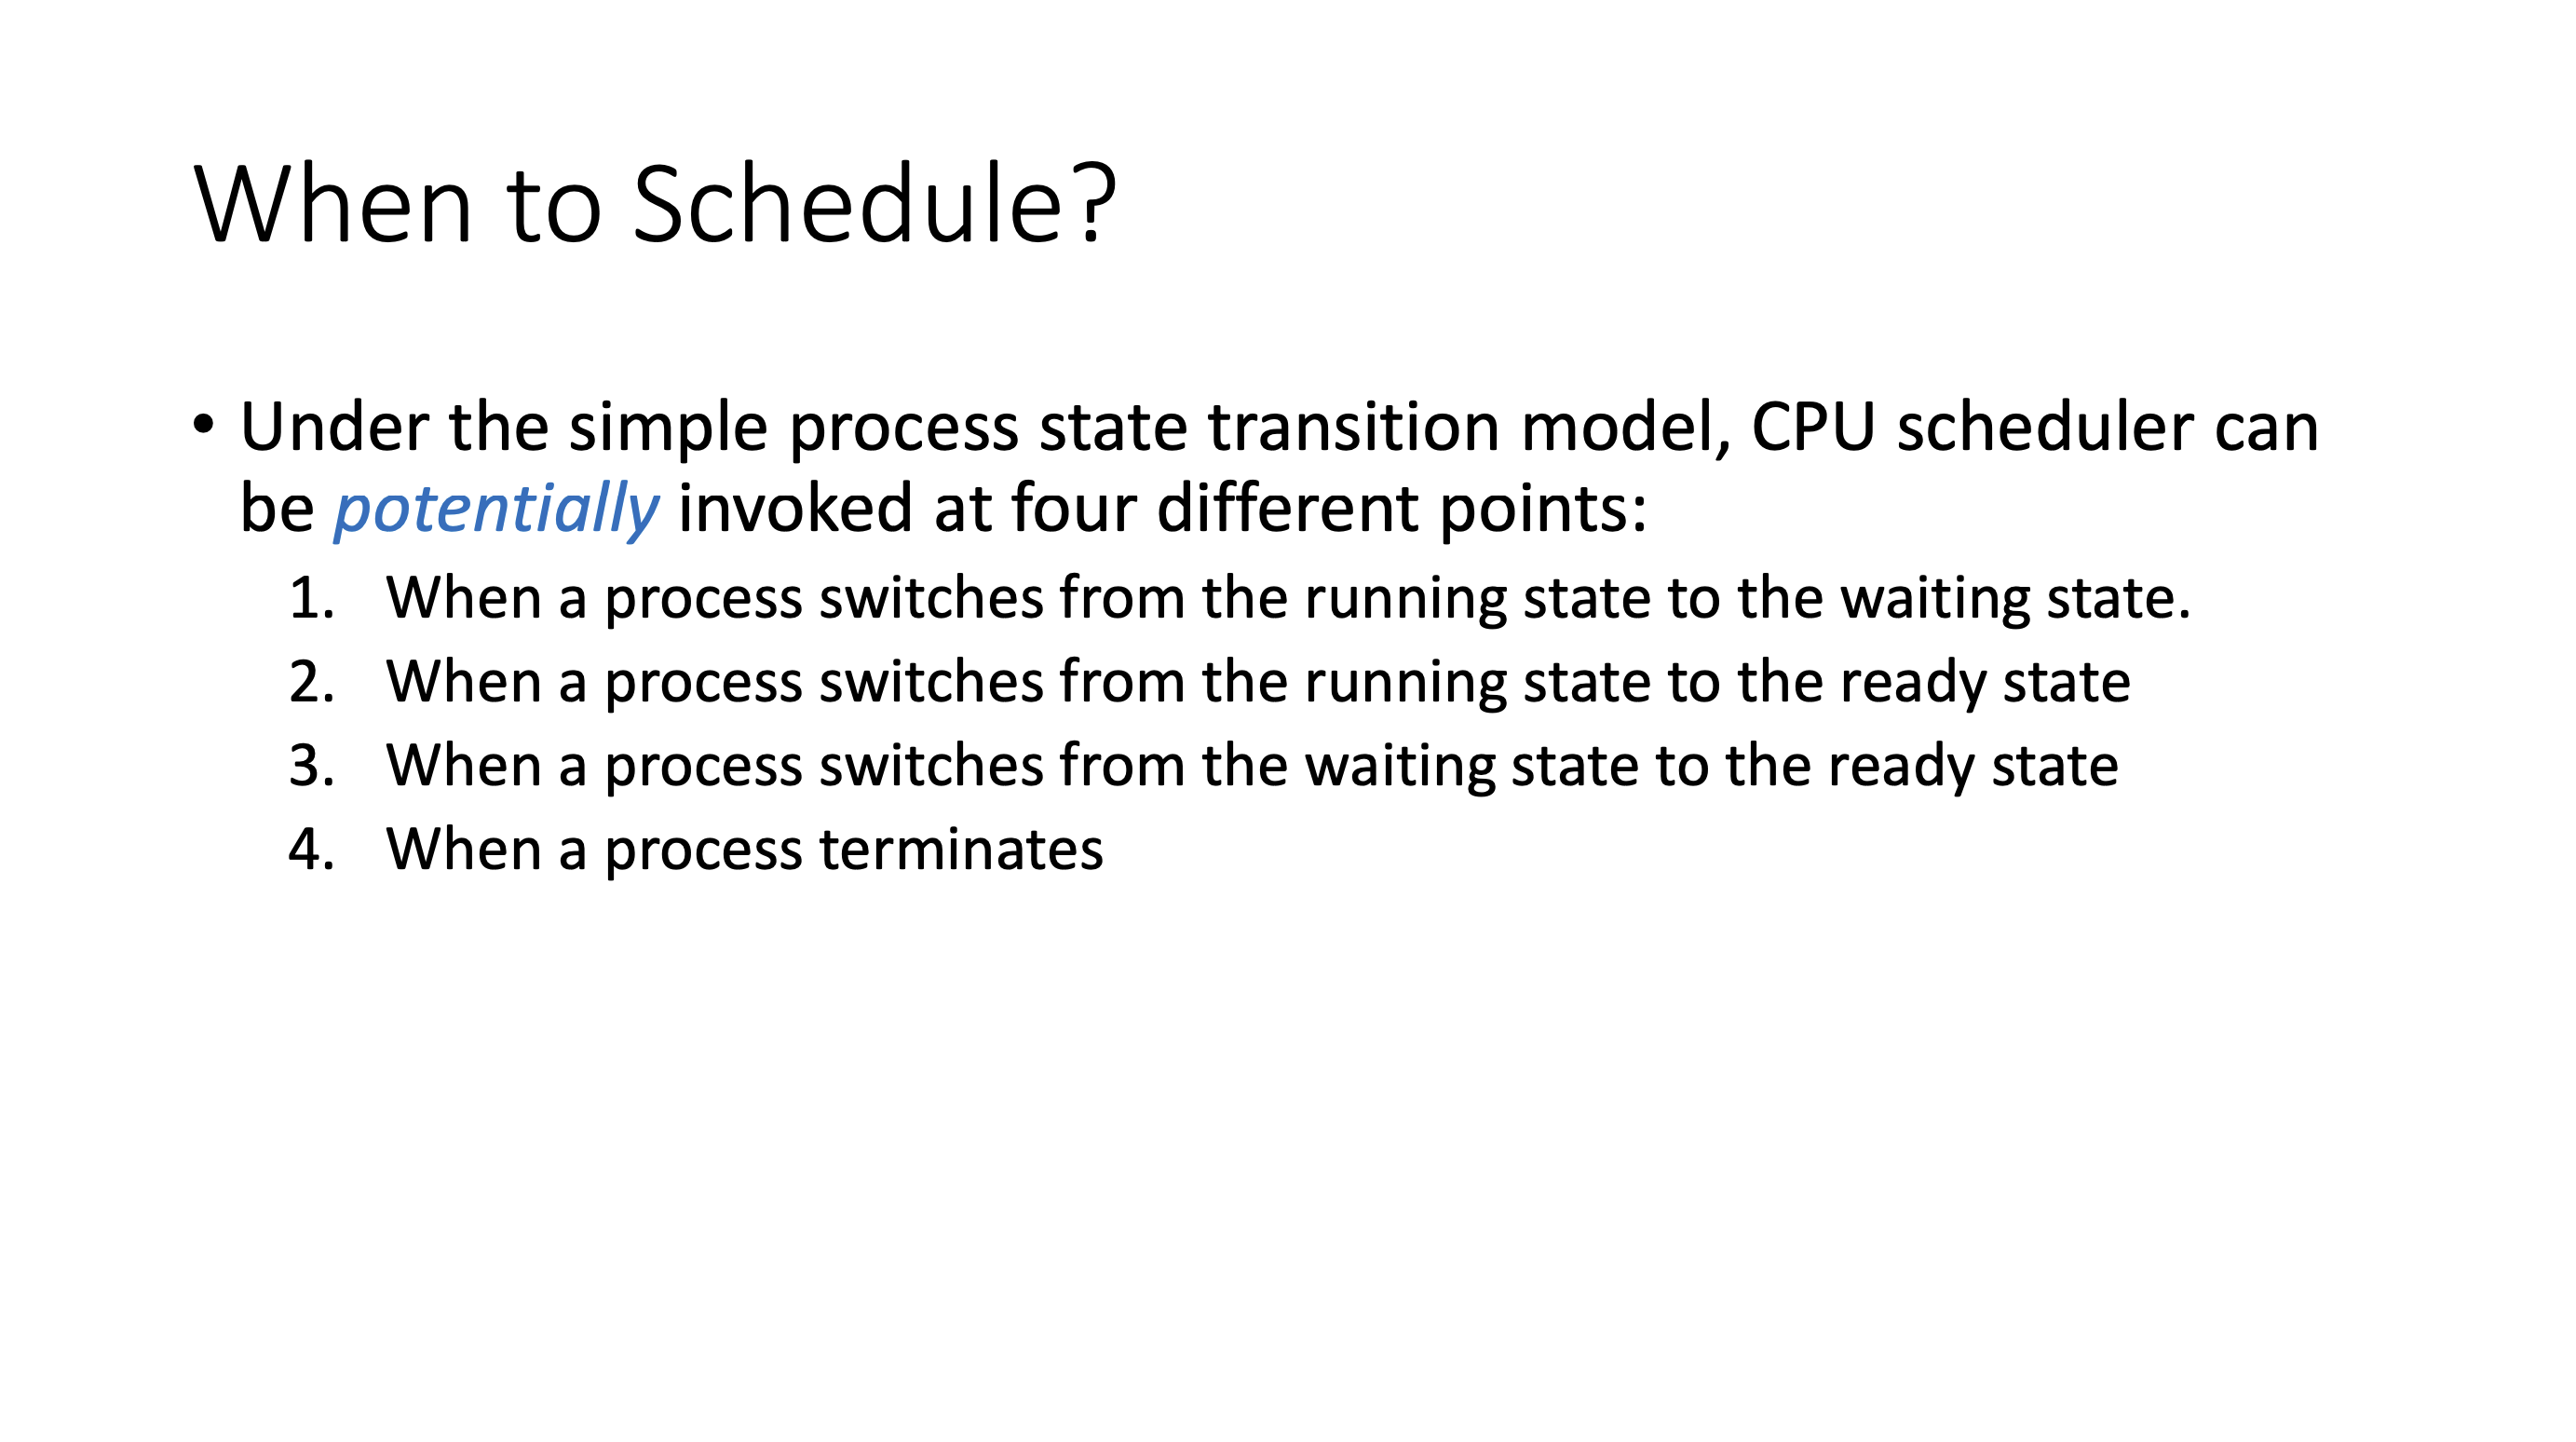 When to Schedule?
• Under the simple process state transition model, CPU scheduler can
be potentially invoked at four different points:
1. When a process switches from the running state to the waiting state.
2. When a process switches from the running state to the ready state
3. When a process switches from the waiting state to the ready state
4. When a process terminates